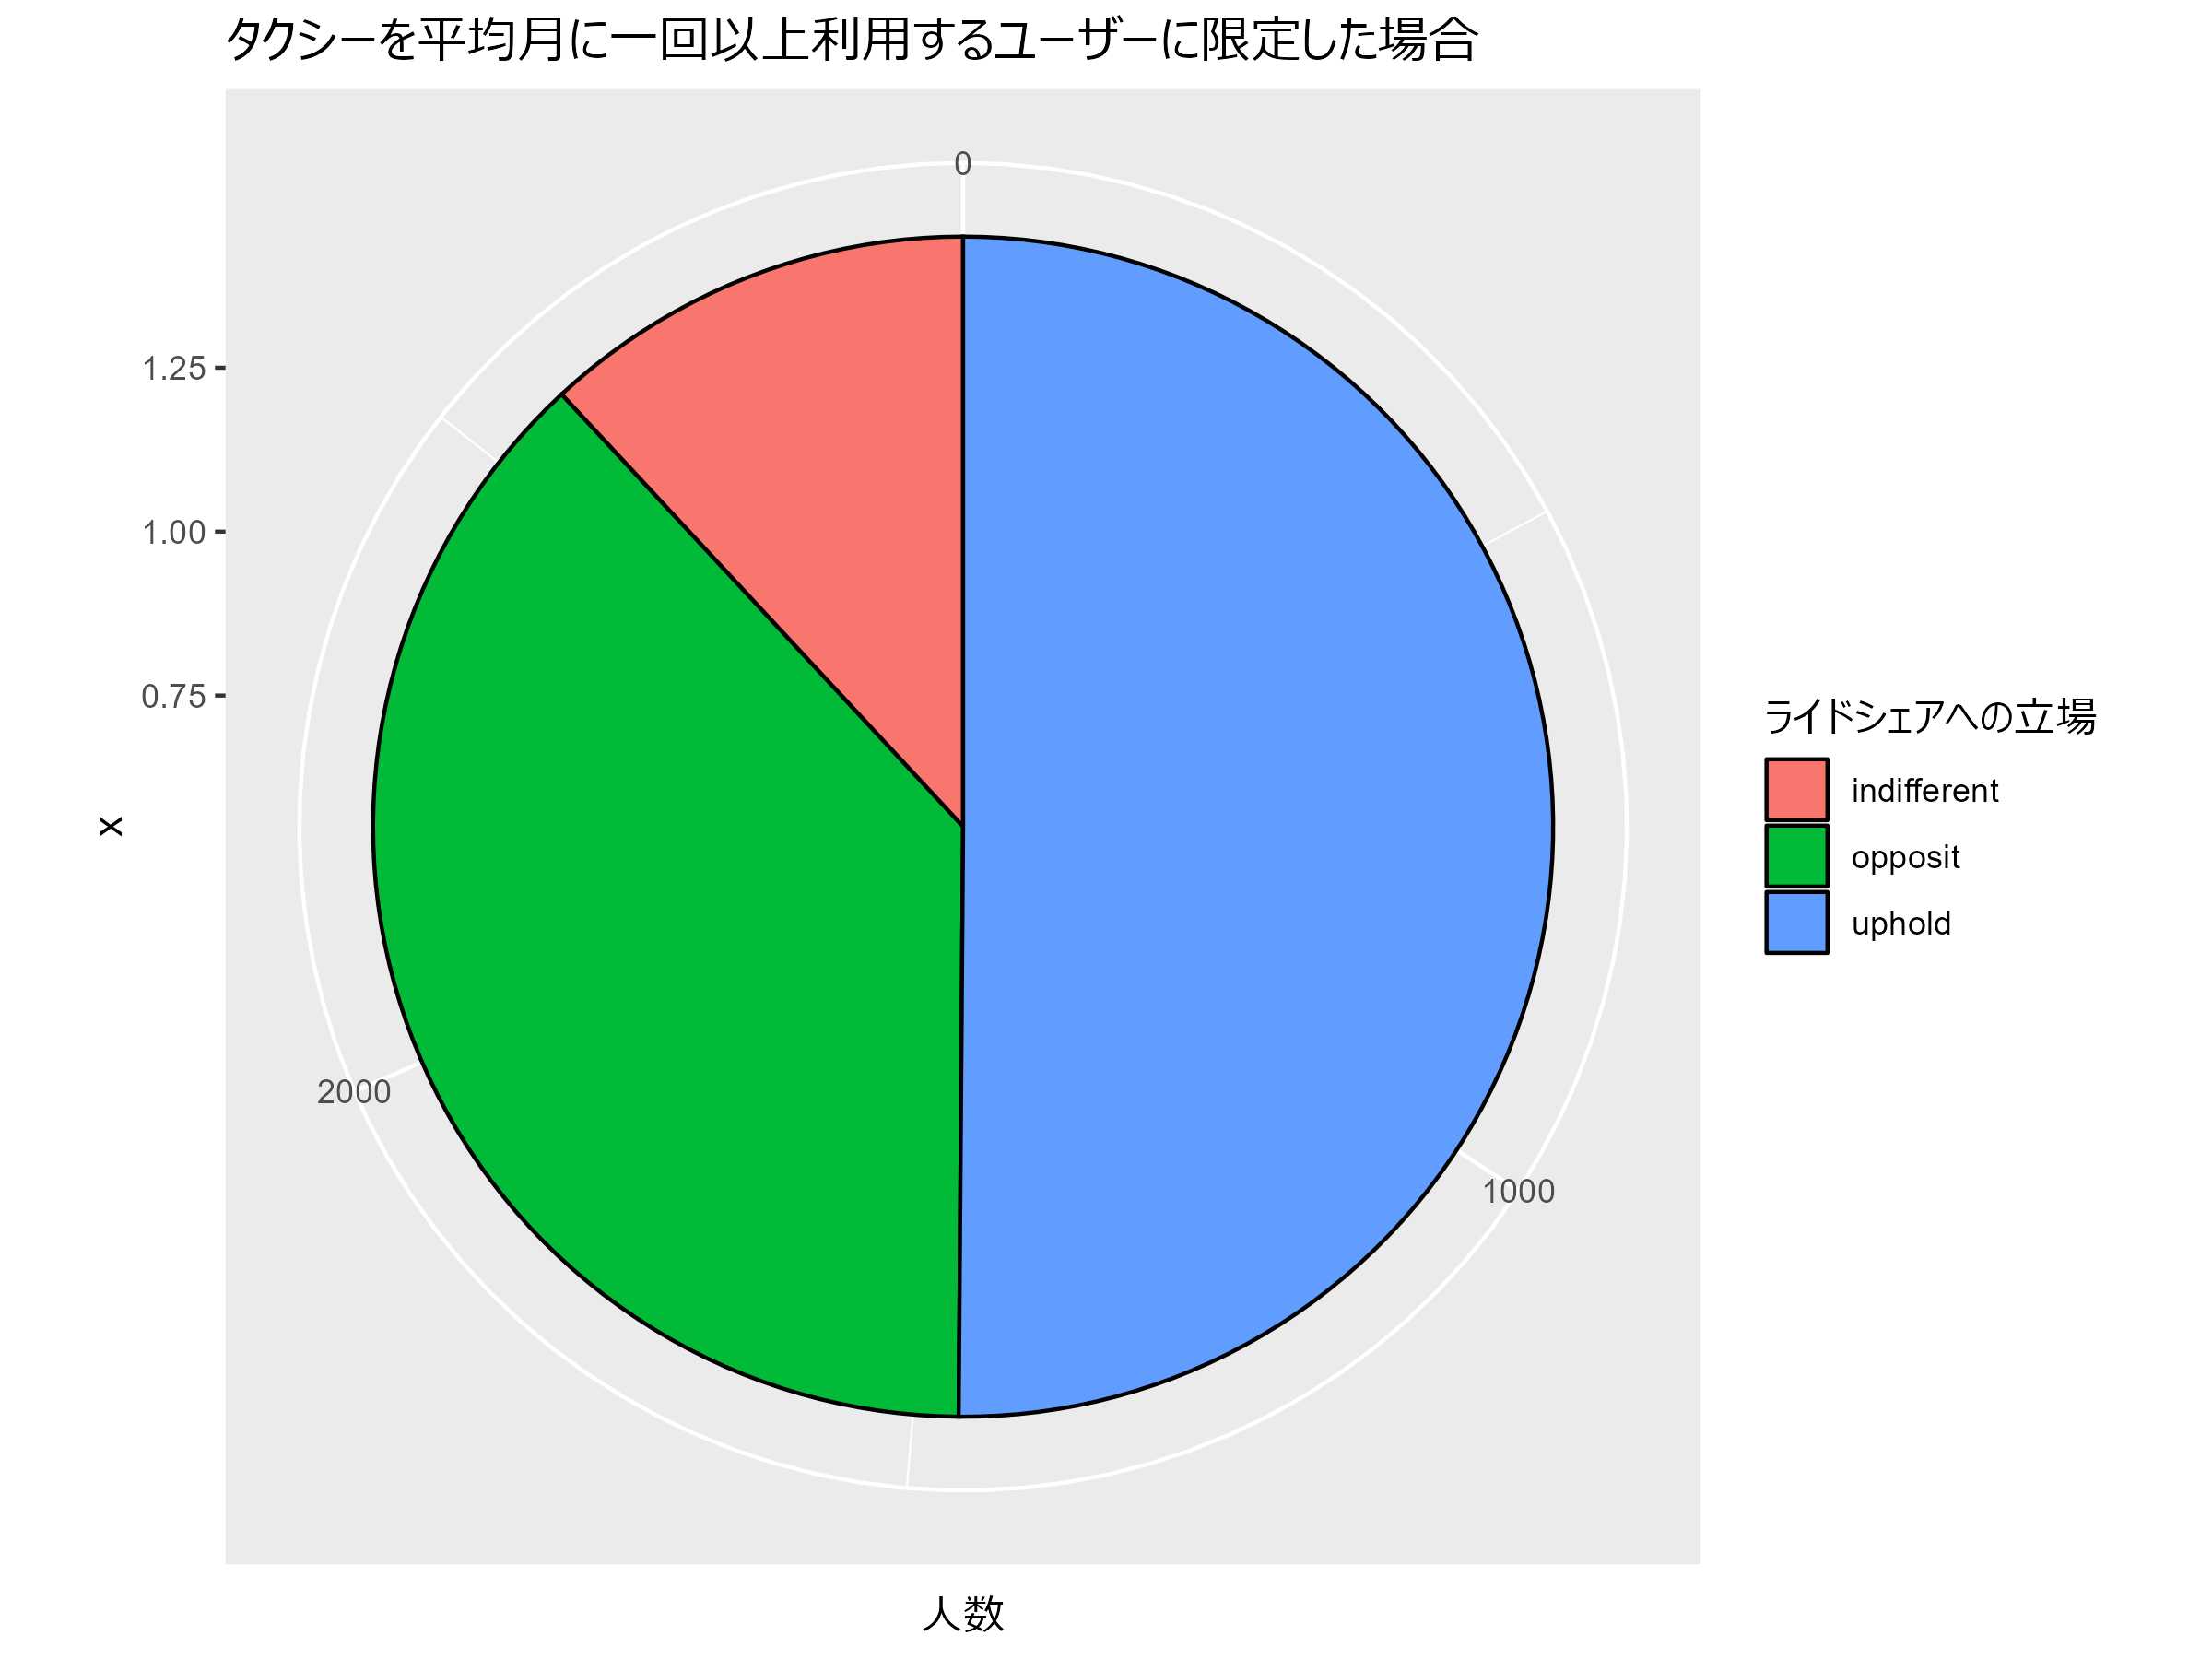 タクシーを平均月に一回以上利用するユーザーに限定した場合
0
1.25
1.00
0.75
x
2000
1000
人数
ライドシェアへの立場
indifferent
opposit
uphold